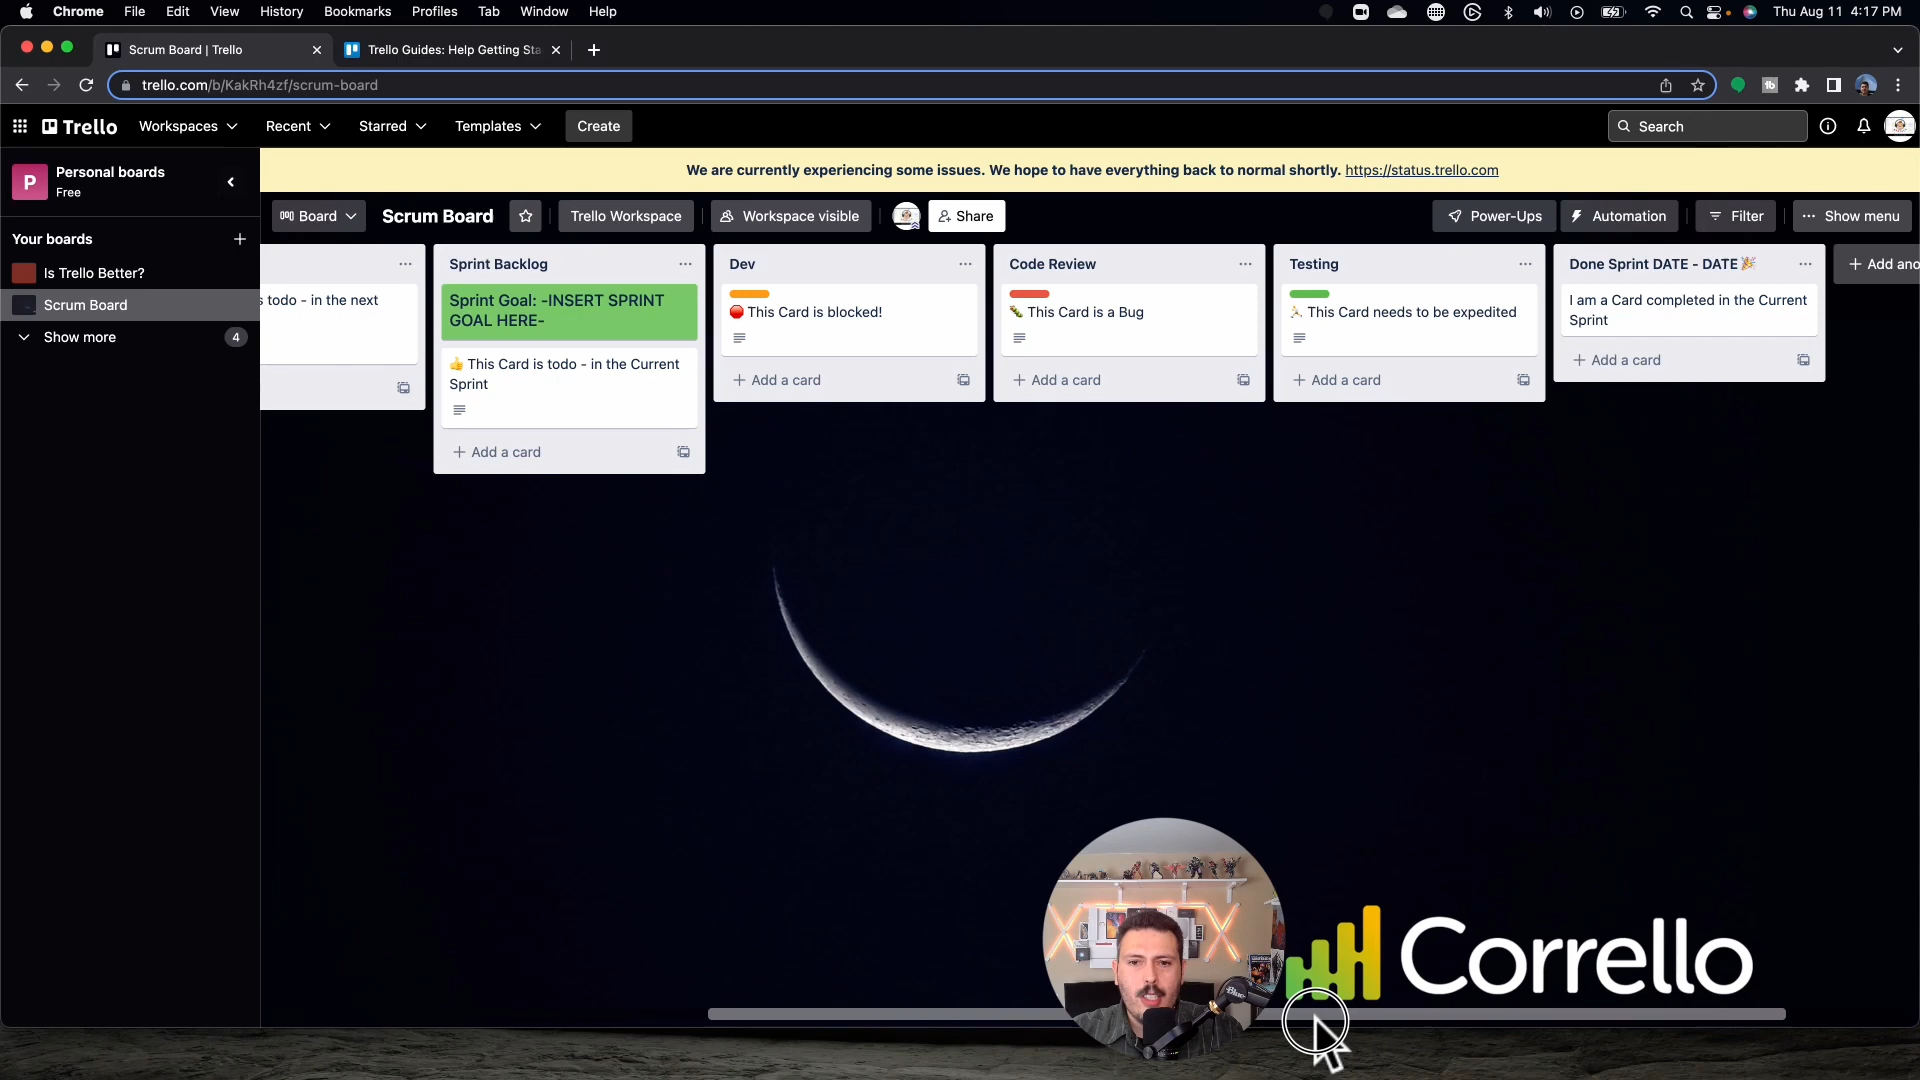 Chrome File Edit View History Bookmarks Profiles Tab Window Help
Thu Aug 11 4:17 PM
Scrum Board | Trello
Trello Guides: Help Getting Sta
trello.com/b/KakRh4zf/scrum-board
Trello Workspaces Recent Starred Templates Create
Search
P
Personal boards
Free
We are currently experiencing some issues. We hope to have everything back to normal shortly. https://status.trello.com
Board Scrum Board Trello Workspace Workspace visible Share
Power-Ups Automation Filter Show menu
Your boards
Is Trello Better?
Scrum Board
Show more 4
s todo - in the next
Sprint Backlog
Sprint Goal: -INSERT SPRINT
GOAL HERE-
This Card is todo - in the Current
Sprint
Add a card
Dev
This Card is blocked!
Add a card
Code Review
This Card is a Bug
Add a card
Testing
This Card needs to be expedited
Add a card
Done Sprint DATE - DATE
I am a Card completed in the Current
Sprint
Add a card
Add ano
Blue
Corrello